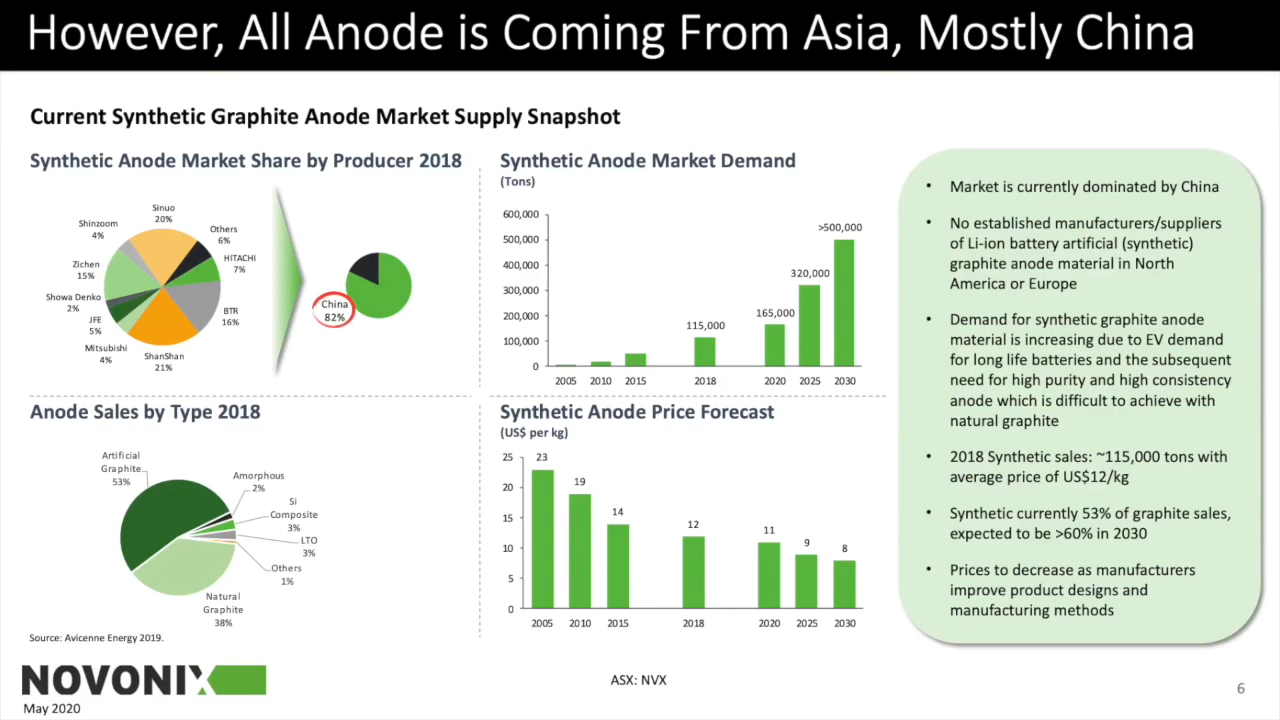 However, All Anode is Coming From Asia, Mostly China
Current Synthetic Graphite Anode Market Supply Snapshot
Synthetic Anode Market Share by Producer 2018
Sinuo
20%
Others
6%
HITACHI
7%
BTR
16%
ShanShan
21%
Mitsubishi
4%
JFE
5%
Showa Denko
2%
Zichen
15%
Shinzoom
4%
China
82%
Synthetic Anode Market Demand
(Tons)
600,000
500,000
400,000
300,000
200,000
100,000
0
115,000
165,000
320,000
>500,000
2005 2010 2015 2018 2020 2025 2030
Anode Sales by Type 2018
Artificial
Graphite
53%
Amorphous
2%
Si
Composite
3%
LTO
3%
Others
1%
Natural
Graphite
38%
Source: Avicenne Energy 2019.
Synthetic Anode Price Forecast
(US$ per kg)
25
20
15
10
5
0
23
19
14
12
11
9
8
2005 2010 2015 2018 2020 2025 2030
• Market is currently dominated by China
• No established manufacturers/suppliers
of Li-ion battery artificial (synthetic)
graphite anode material in North
America or Europe
• Demand for synthetic graphite anode
material is increasing due to EV demand
for long life batteries and the subsequent
need for high purity and high consistency
anode which is difficult to achieve with
natural graphite
• 2018 Synthetic sales: ~115,000 tons with
average price of US$12/kg
• Synthetic currently 53% of graphite sales,
expected to be >60% in 2030
• Prices to decrease as manufacturers
improve product designs and
manufacturing methods
NOVONIX
May 2020
ASX: NVX
6